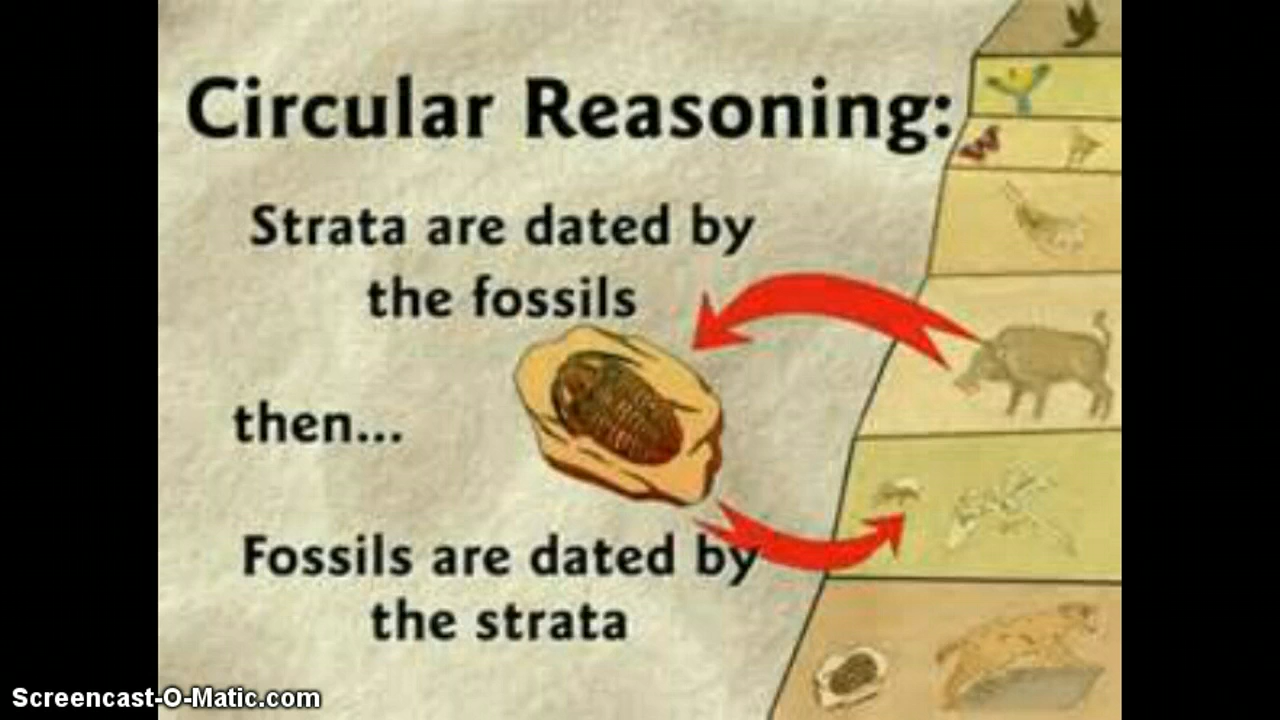 Circular Reasoning:
Strata are dated by
the fossils
then...
Fossils are dated by
the strata
Screencast-O-Matic.com